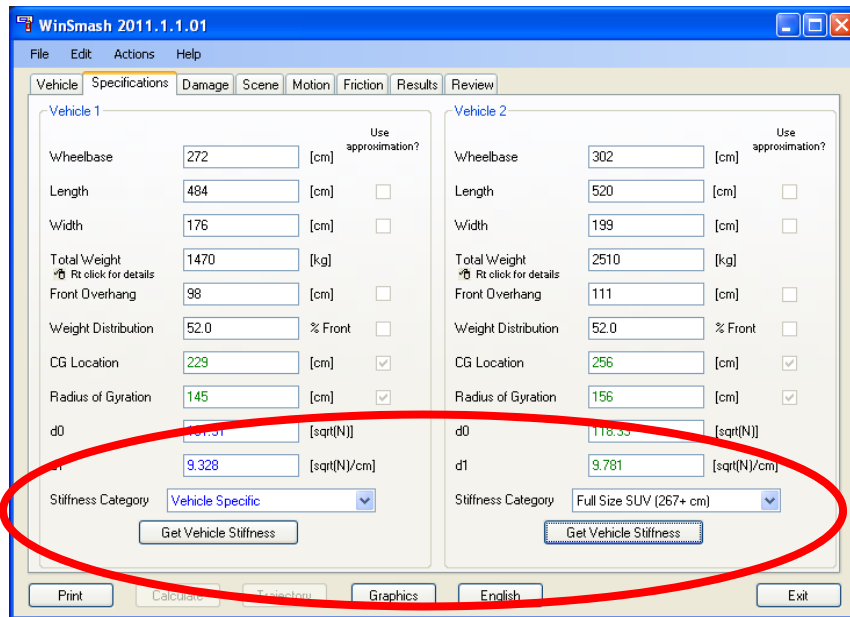 WinSmash 2011.1.1.01
File Edit Actions Help
Vehicle Specifications Damage Scene Motion Friction Results Review
Vehicle 1 Vehicle 2
Use approximation? Use approximation?
Wheelbase 272 [cm] Wheelbase 302 [cm]
Length 484 [cm] Length 520 [cm]
Width 176 [cm] Width 199 [cm]
Total Weight 1470 [kg] Total Weight 2510 [kg]
Rt click for details Rt click for details
Front Overhang 98 [cm] Front Overhang 111 [cm]
Weight Distribution 52.0 % Front Weight Distribution 52.0 % Front
CG Location 229 [cm] CG Location 256 [cm]
Radius of Gyration 145 [cm] Radius of Gyration 156 [cm]
d0 [sqrt(N)] d0 [sqrt(N)]
d1 9.328 [sqrt(N)/cm] d1 9.781 [sqrt(N)/cm]
Stiffness Category Vehicle Specific Stiffness Category Full Size SUV (267+ cm)
Get Vehicle Stiffness Get Vehicle Stiffness
Print Calculate Trajectory Graphics English Exit